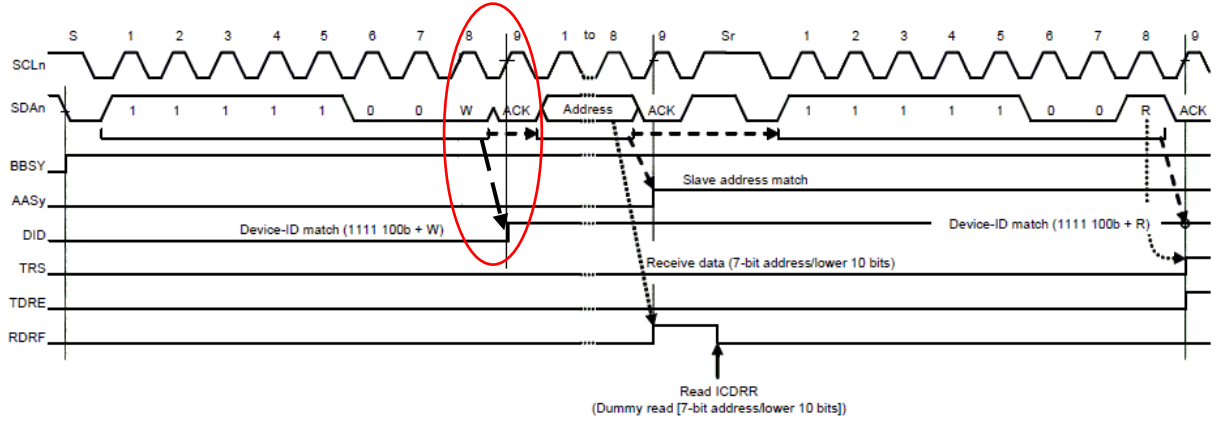 S 1 2 3 4 5 6 7 8 9 1 to 8 9 Sr 1 2 3 4 5 6 7 8 9
SCLn
SDAn 1 1 1 1 1 0 0 W ACK Address ACK 1 1 1 1 1 0 0 R ACK
BBSY
Slave address match
AASy
Device-ID match (1111 100b + W) Device-ID match (1111 100b + R)
DID
TRS Receive data (7-bit address/lower 10 bits)
TDRE
RDRF
Read ICDRR
(Dummy read [7-bit address/lower 10 bits])